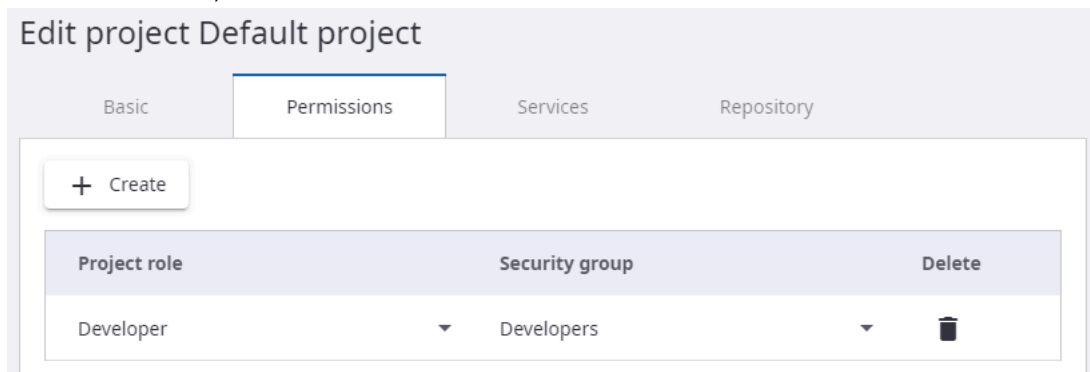 Edit project Default project
Basic Permissions Services Repository
+ Create
Project role Security group Delete
Developer Developers